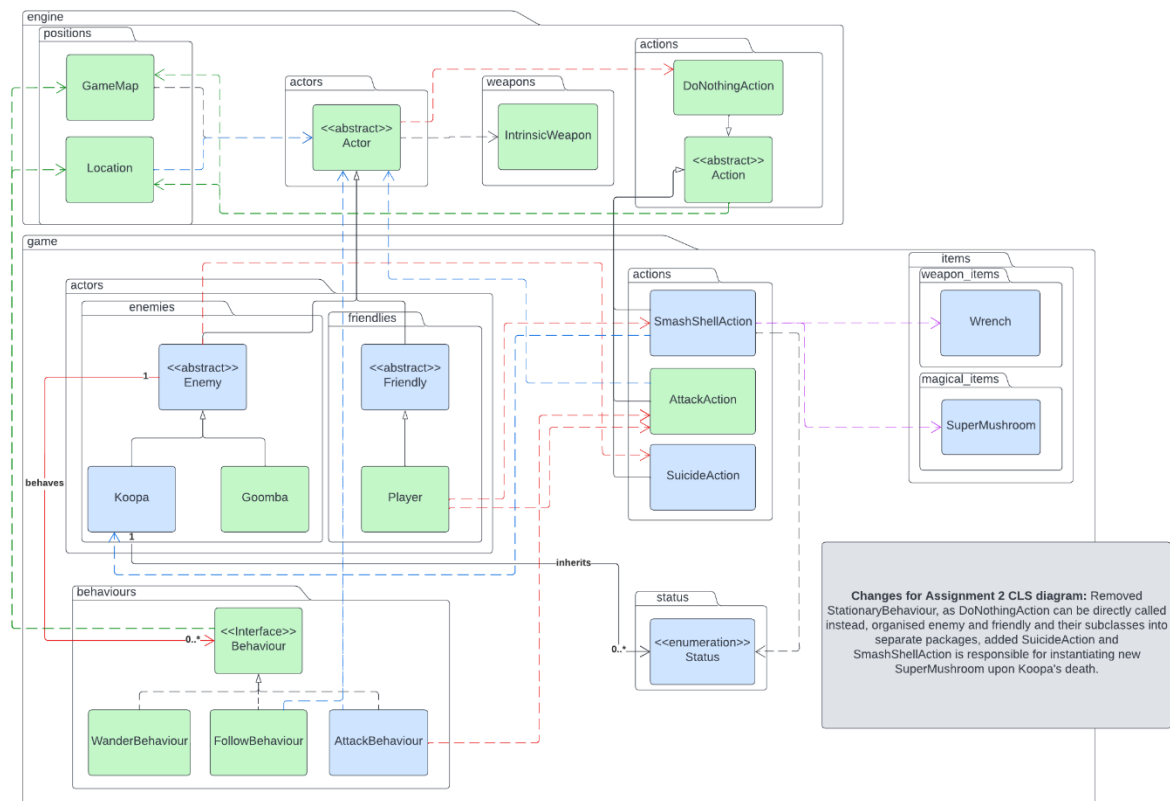 engine
positions
GameMap
Location
actors
<<abstract>>
Actor
weapons
IntrinsicWeapon
actions
DoNothingAction
<<abstract>>
Action
game
actors
enemies
<<abstract>>
Enemy
1
Koopa
1
Goomba
friendlies
<<abstract>>
Friendly
Player
behaves
actions
SmashShellAction
AttackAction
SuicideAction
items
weapon_items
Wrench
magical_items
SuperMushroom
inherits
behaviours
<<Interface>>
Behaviour
0..*
WanderBehaviour
FollowBehaviour
AttackBehaviour
status
<<enumeration>>
Status
0..*
Changes for Assignment 2 CLS diagram: Removed
StationaryBehaviour, as DoNothingAction can be directly called
instead, organised enemy and friendly and their subclasses into
separate packages, added SuicideAction and
SmashShellAction is responsible for instantiating new
SuperMushroom upon Koopa's death.